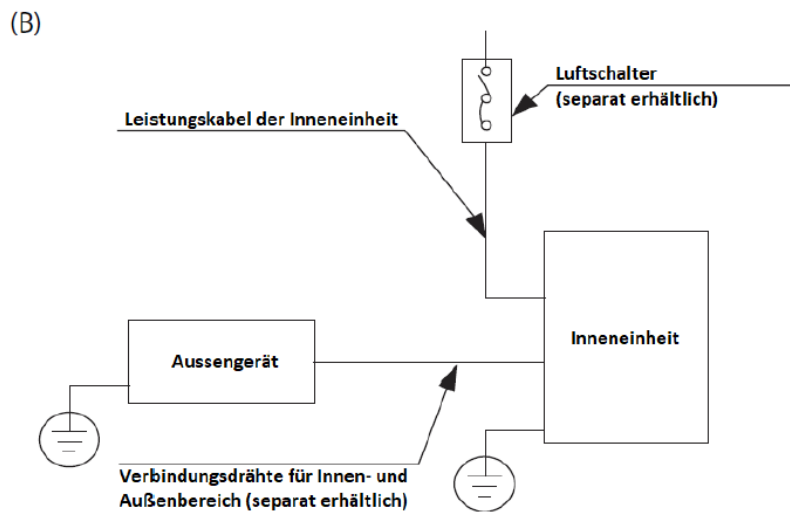 (B)
Luftschalter
(separat erhältlich)
Leistungskabel der Inneneinheit
Inneneinheit
Aussengerät
Verbindungsdrähte für Innen- und
Außenbereich (separat erhältlich)